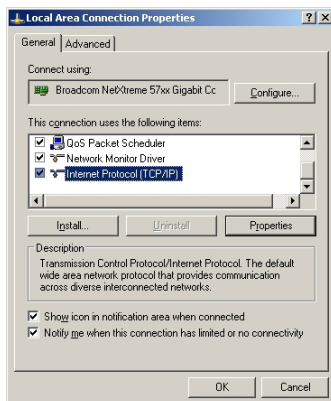 Local Area Connection Properties
General
Advanced
Connect using:
Broadcom NetXtreme 57xx Gigabit Cc
Configure...
This connection uses the following items:
QoS Packet Scheduler
Network Monitor Driver
Internet Protocol (TCP/IP)
Install...
Uninstall
Properties
Description
Transmission Control Protocol/Internet Protocol. The default
wide area network protocol that provides communication
across diverse interconnected networks.
Show icon in notification area when connected
Notify me when this connection has limited or no connectivity
OK
Cancel